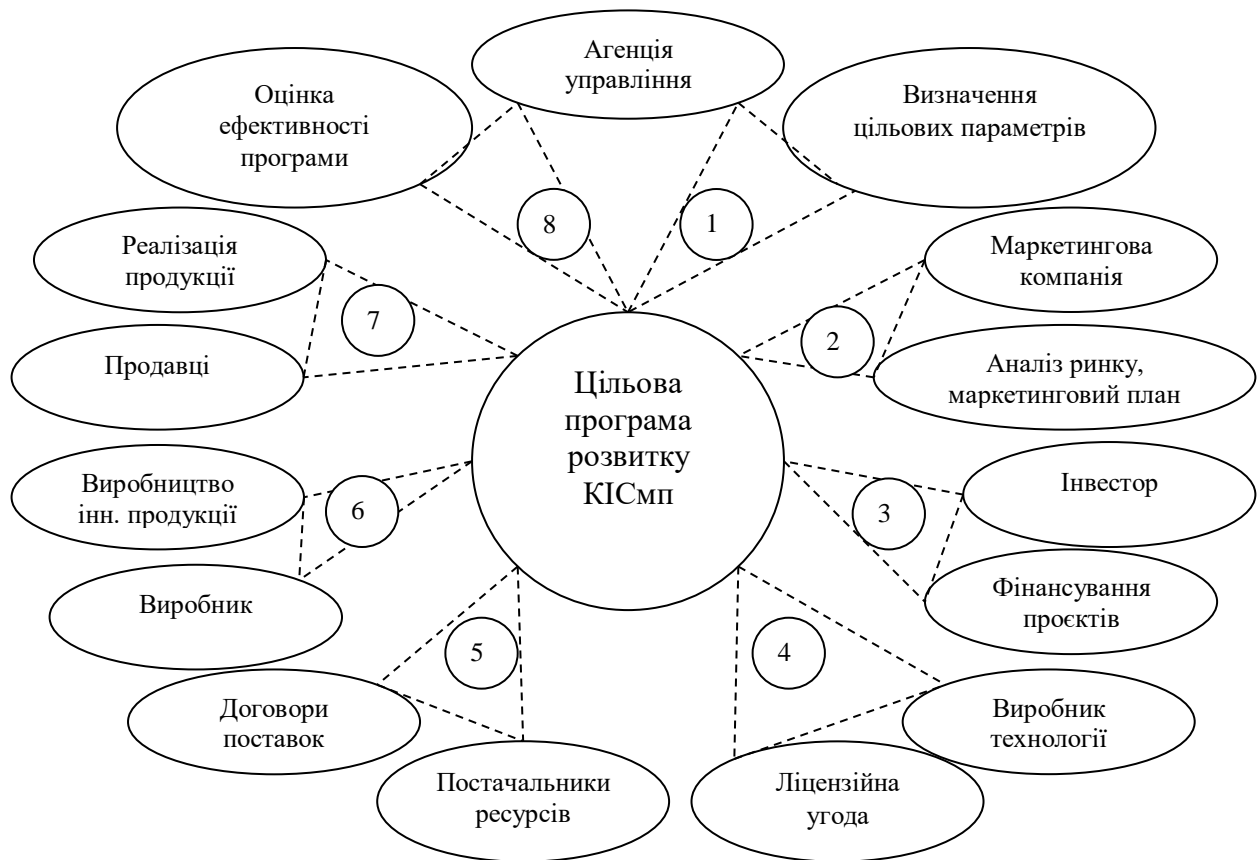 Агенція
управління
Оцінка
ефективності
програми
Визначення
цільових параметрів
8
1
Реалізація
продукції
Маркетингова
компанія
7
2
Продавці
Аналіз ринку,
маркетинговий план
Цільова
програма
розвитку
КІСмп
Виробництво
інн. продукції
6
3
Інвестор
Виробник
Фінансування
проєктів
5
4
Договори
поставок
Виробник
технології
Постачальники
ресурсів
Ліцензійна
угода